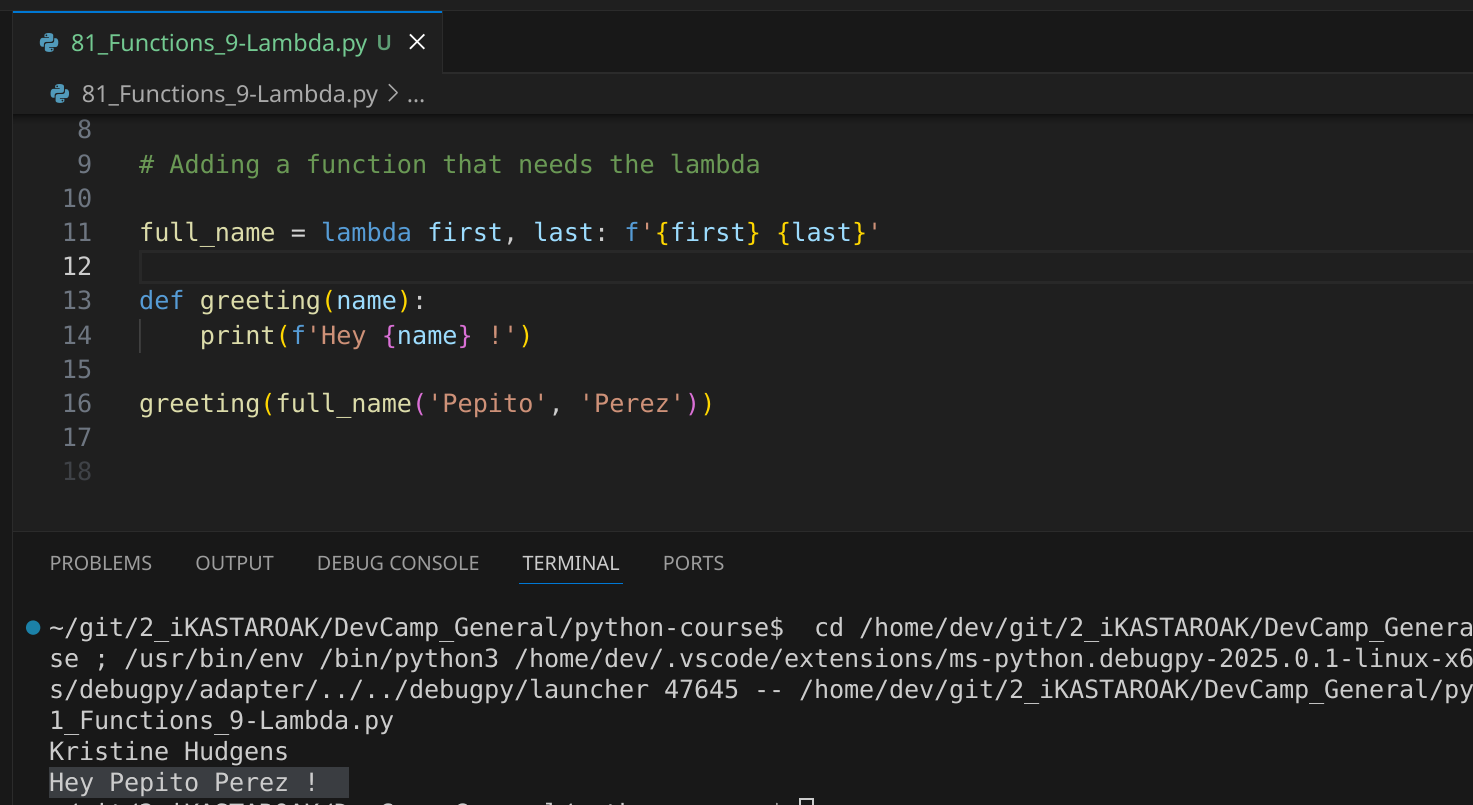 81_Functions_9-Lambda.py U
81_Functions_9-Lambda.py > ...
8
9 # Adding a function that needs the lambda
10
11 full_name = lambda first, last: f'{first} {last}'
12
13 def greeting(name):
14     print(f'Hey {name} !')
15
16 greeting(full_name('Pepito', 'Perez'))
17
18
PROBLEMS OUTPUT DEBUG CONSOLE TERMINAL PORTS
~/git/2_iKASTAROAK/DevCamp_General/python-course$  cd /home/dev/git/2_iKASTAROAK/DevCamp_Genera
se ; /usr/bin/env /bin/python3 /home/dev/.vscode/extensions/ms-python.debugpy-2025.0.1-linux-x6
s/debugpy/adapter/../../debugpy/launcher 47645 -- /home/dev/git/2_iKASTAROAK/DevCamp_General/py
1_Functions_9-Lambda.py
Kristine Hudgens
Hey Pepito Perez !